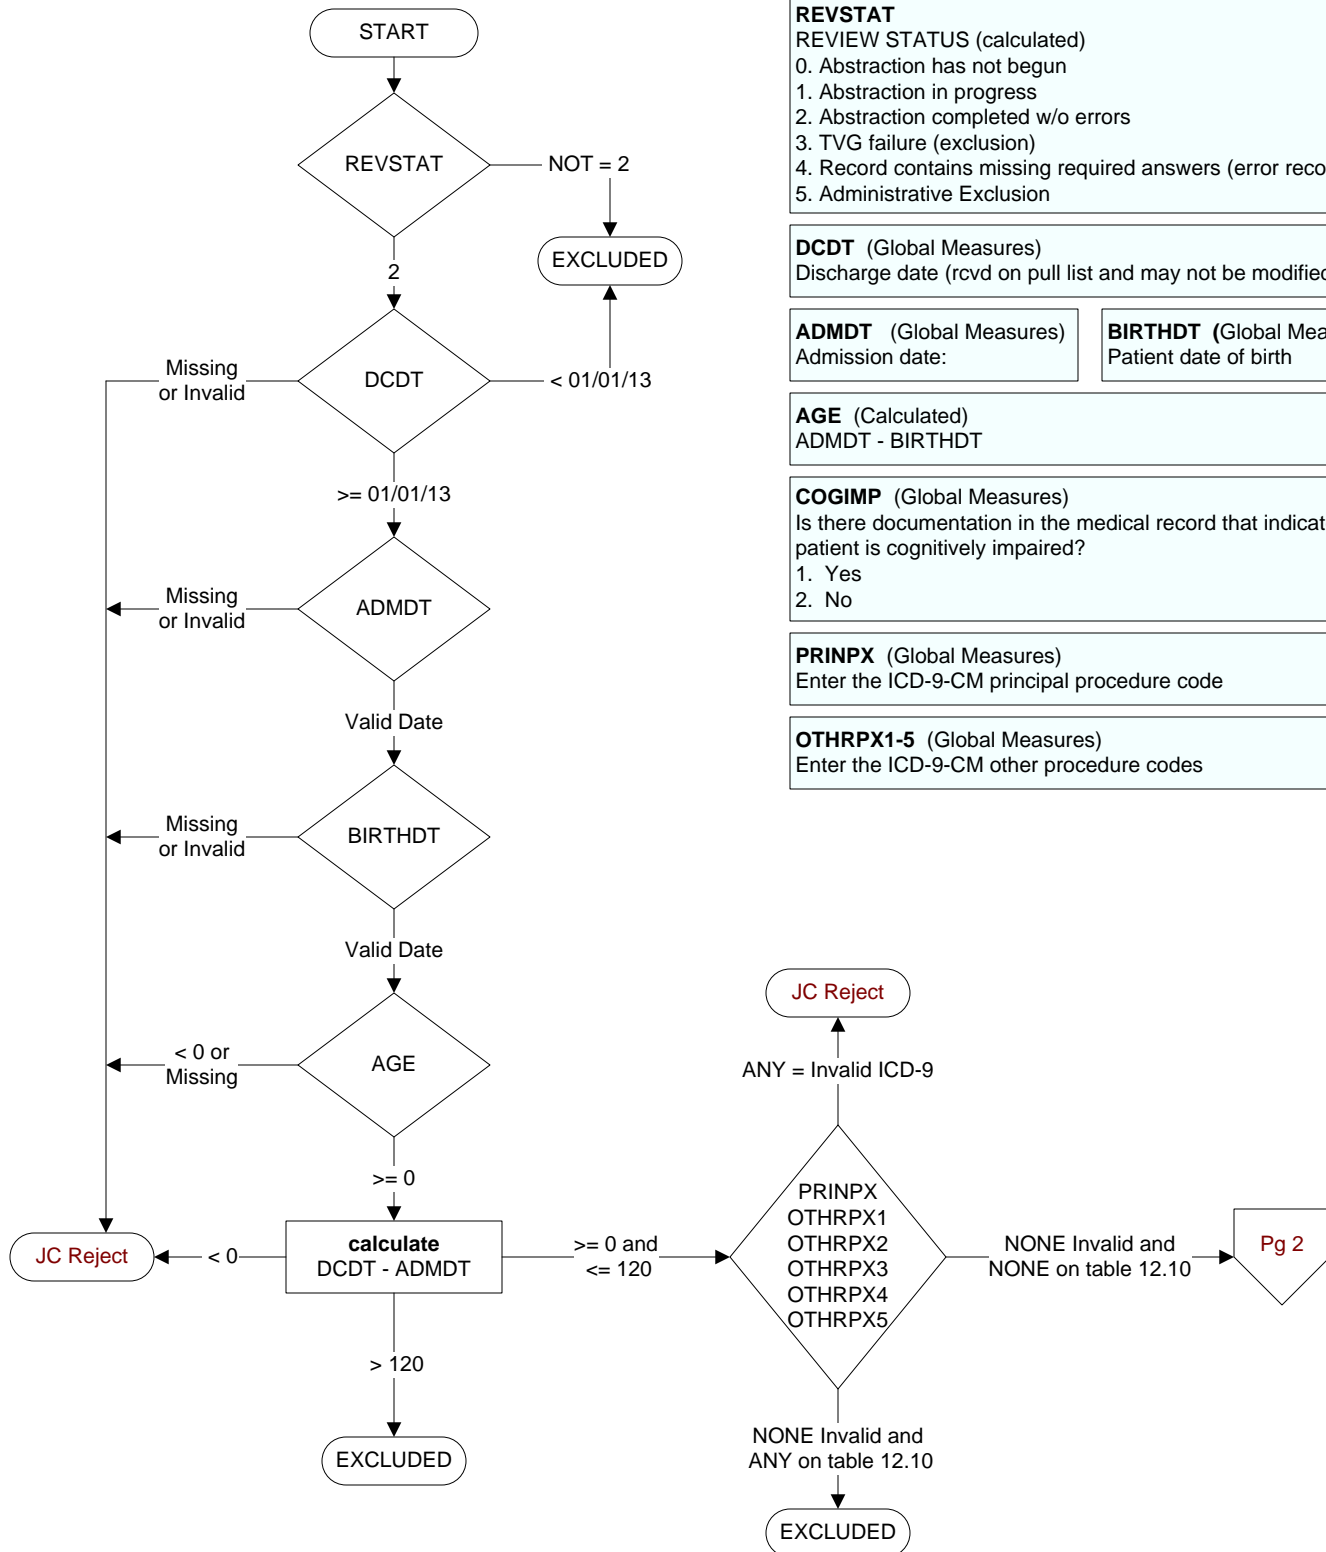 START
REVSTAT
NOT = 2
EXCLUDED
2
DCDT
< 01/01/13
Missing
or Invalid
>= 01/01/13
ADMDT
Missing
or Invalid
Valid Date
BIRTHDT
Missing
or Invalid
Valid Date
AGE
< 0 or
Missing
>= 0
calculate
DCDT - ADMDT
< 0
JC Reject
> 120
EXCLUDED
>= 0 and
<= 120
PRINPX
OTHRPX1
OTHRPX2
OTHRPX3
OTHRPX4
OTHRPX5
ANY = Invalid ICD-9
JC Reject
NONE Invalid and
NONE on table 12.10
Pg 2
NONE Invalid and
ANY on table 12.10
EXCLUDED
REVSTAT
REVIEW STATUS (calculated)
0. Abstraction has not begun
1. Abstraction in progress
2. Abstraction completed w/o errors
3. TVG failure (exclusion)
4. Record contains missing required answers (error reco
5. Administrative Exclusion
DCDT (Global Measures)
Discharge date (rcvd on pull list and may not be modified
ADMDT (Global Measures)
Admission date:
BIRTHDT (Global Mea
Patient date of birth
AGE (Calculated)
ADMDT - BIRTHDT
COGIMP (Global Measures)
Is there documentation in the medical record that indicat
patient is cognitively impaired?
1. Yes
2. No
PRINPX (Global Measures)
Enter the ICD-9-CM principal procedure code
OTHRPX1-5 (Global Measures)
Enter the ICD-9-CM other procedure codes